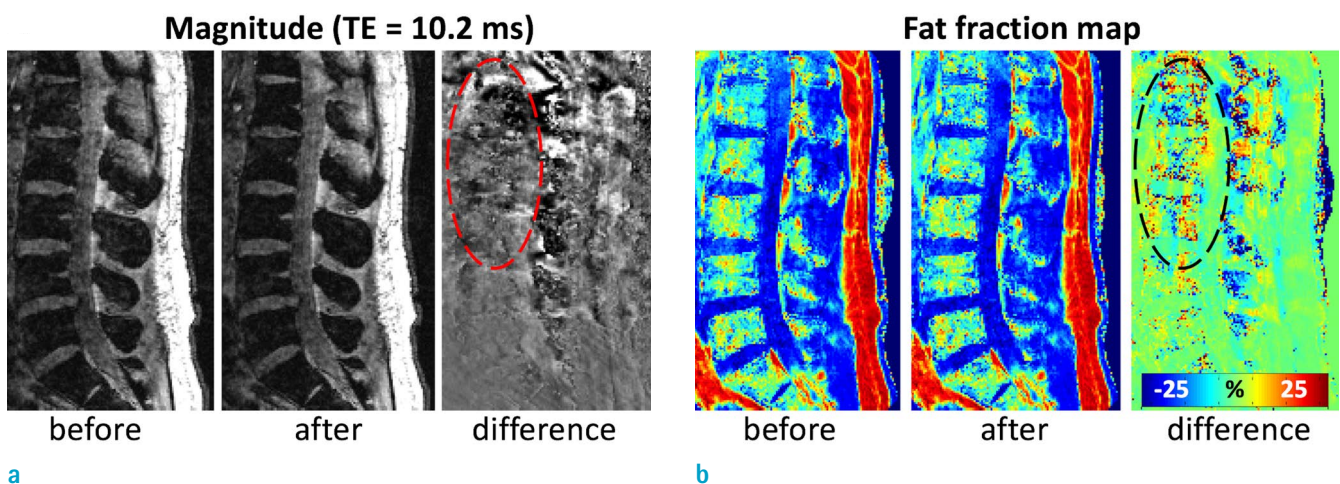 Magnitude (TE = 10.2 ms)
before
after
difference
a
Fat fraction map
-25 % 25
before
after
difference
b